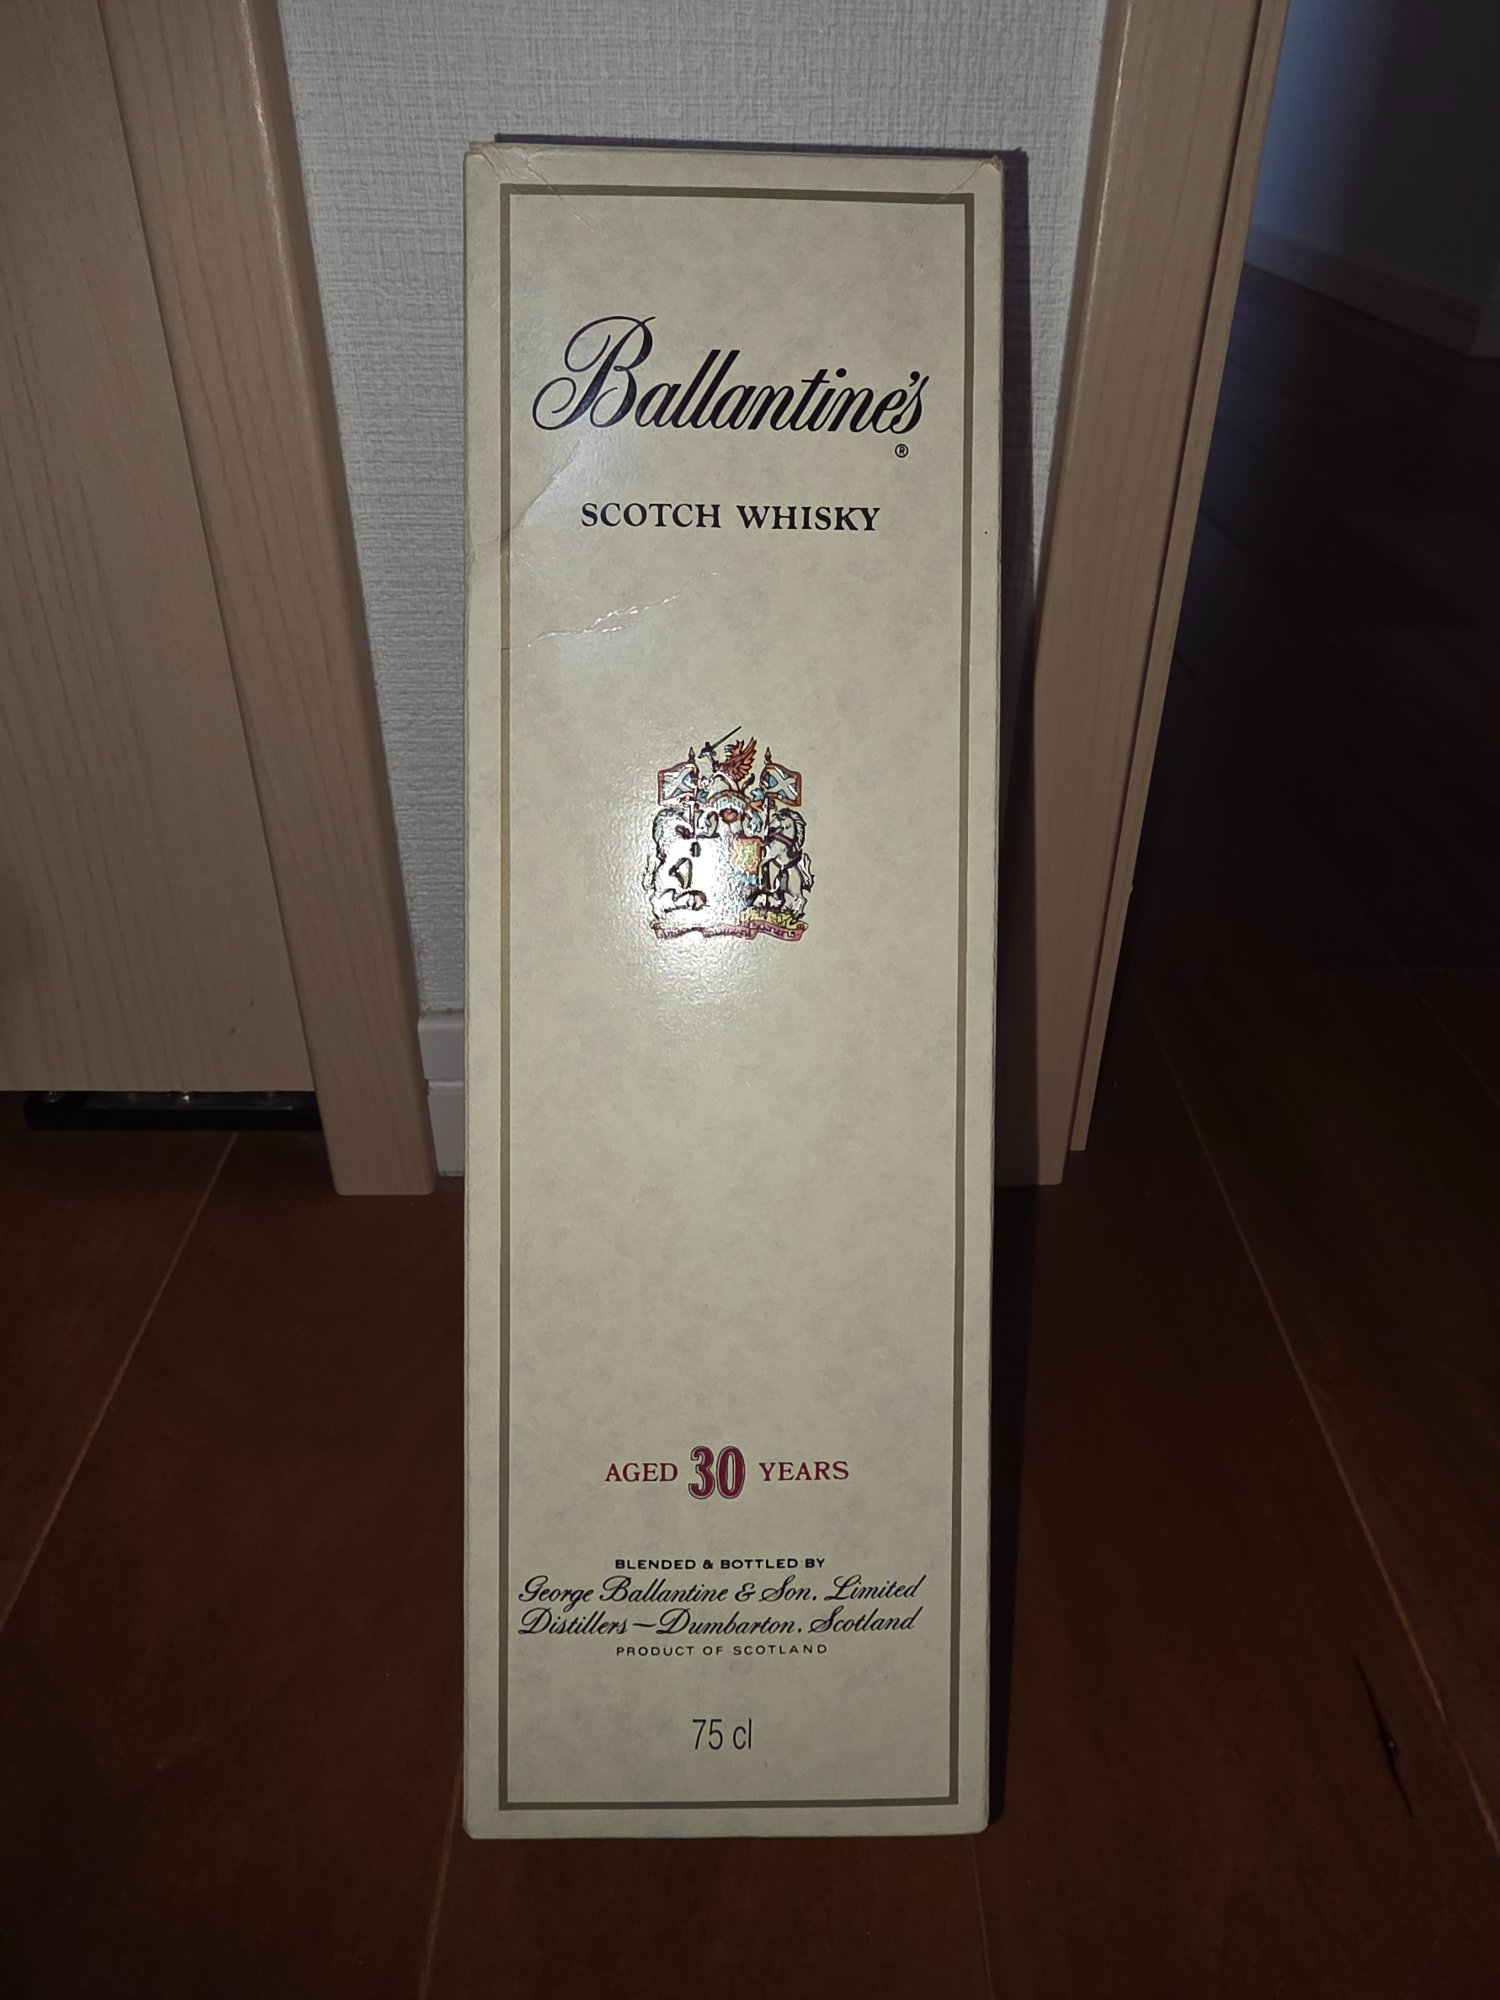 Ballantine's
®
SCOTCH WHISKY
AGED 30 YEARS
BLENDED & BOTTLED BY
George Ballantine & Son, Limited
Distillers—Dumbarton, Scotland
PRODUCT OF SCOTLAND
75 cl